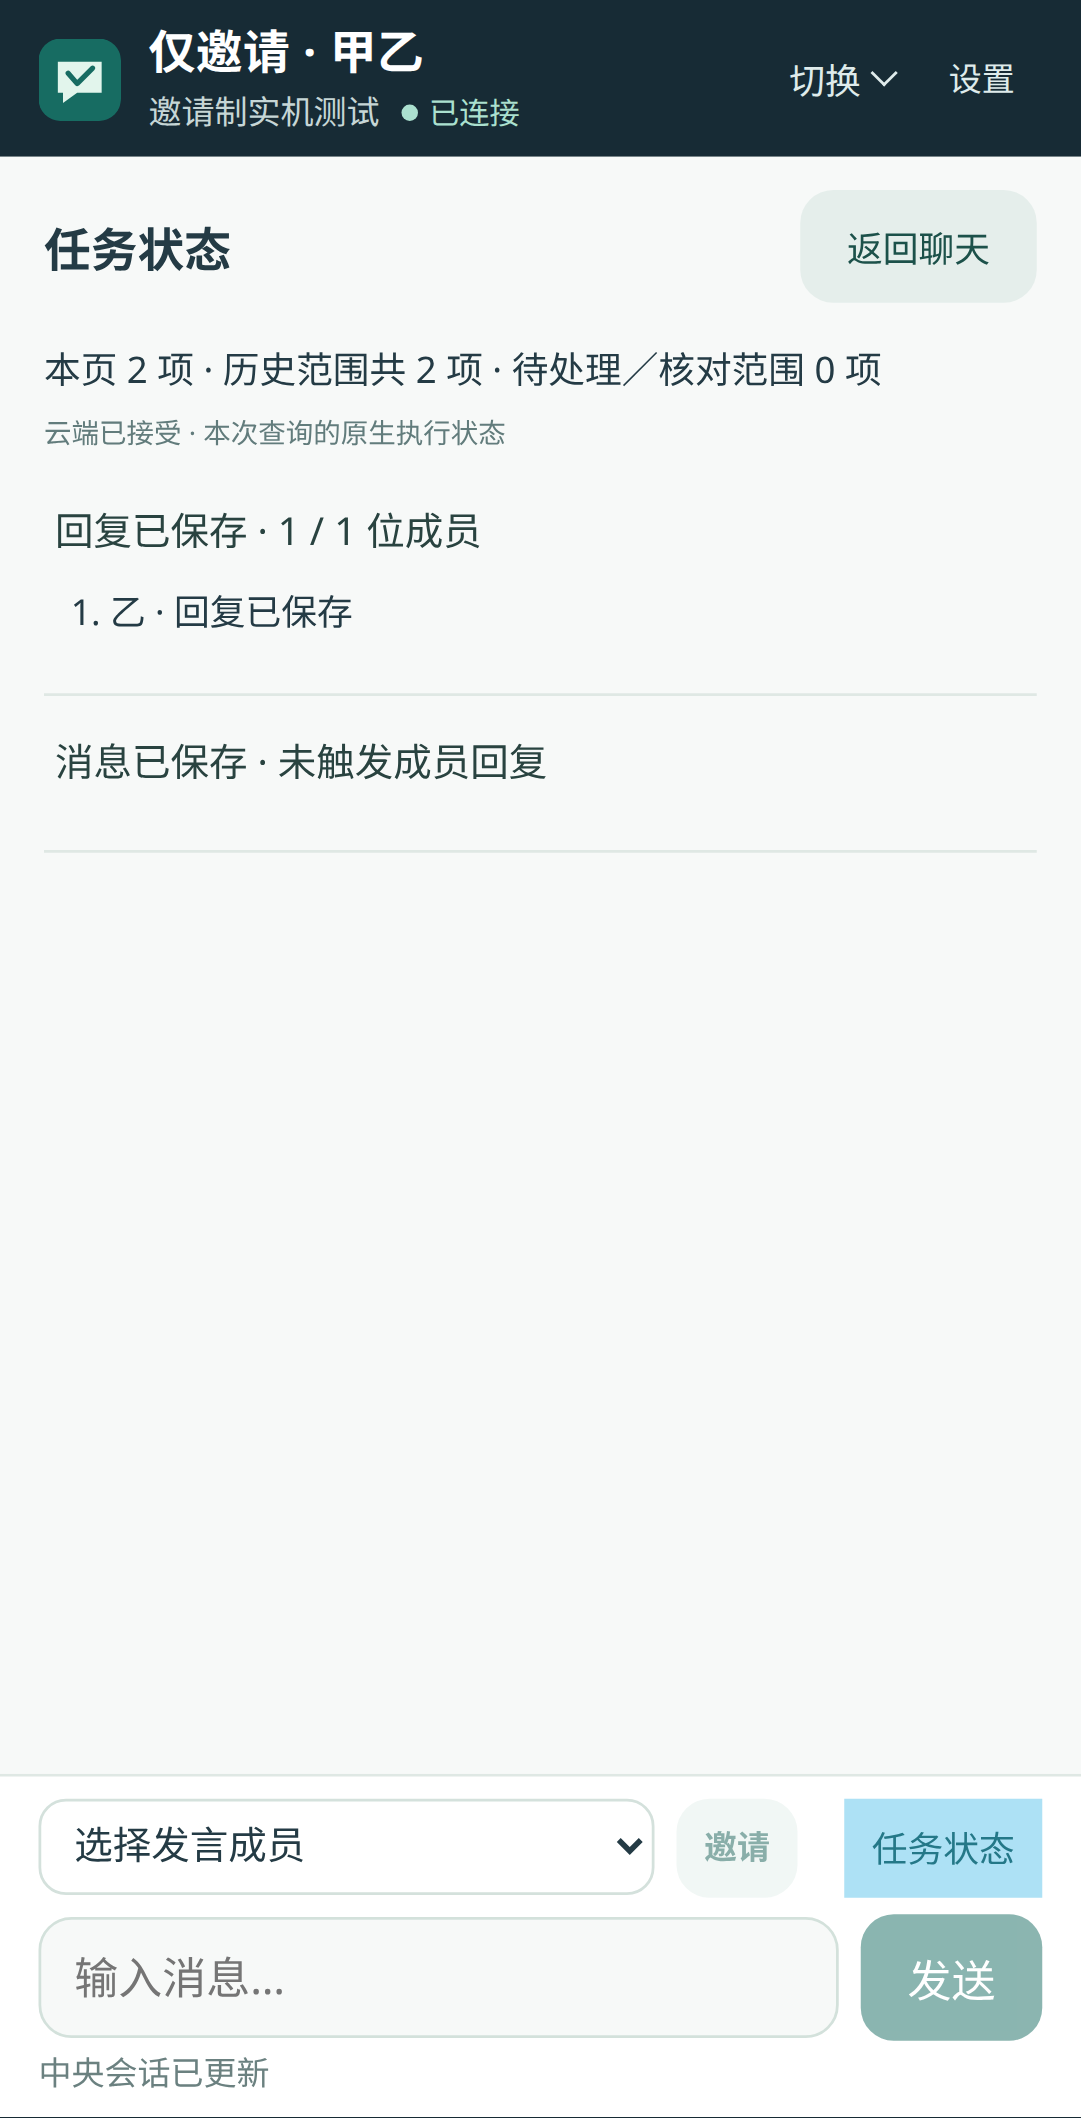 仅邀请 · 甲乙
邀请制实机测试 ● 已连接
切换
设置
任务状态
返回聊天
本页 2 项 · 历史范围共 2 项 · 待处理／核对范围 0 项
云端已接受 · 本次查询的原生执行状态
回复已保存 · 1 / 1 位成员
1. 乙 · 回复已保存
消息已保存 · 未触发成员回复
选择发言成员
邀请
任务状态
输入消息...
发送
中央会话已更新